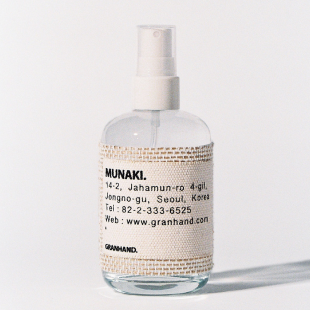 MUNAKI.
14-2, Jahamun-ro 4-gil,
Jongno-gu, Seoul, Korea
Tel : 82-2-333-6525
Web : www.granhand.com
GRANHAND.